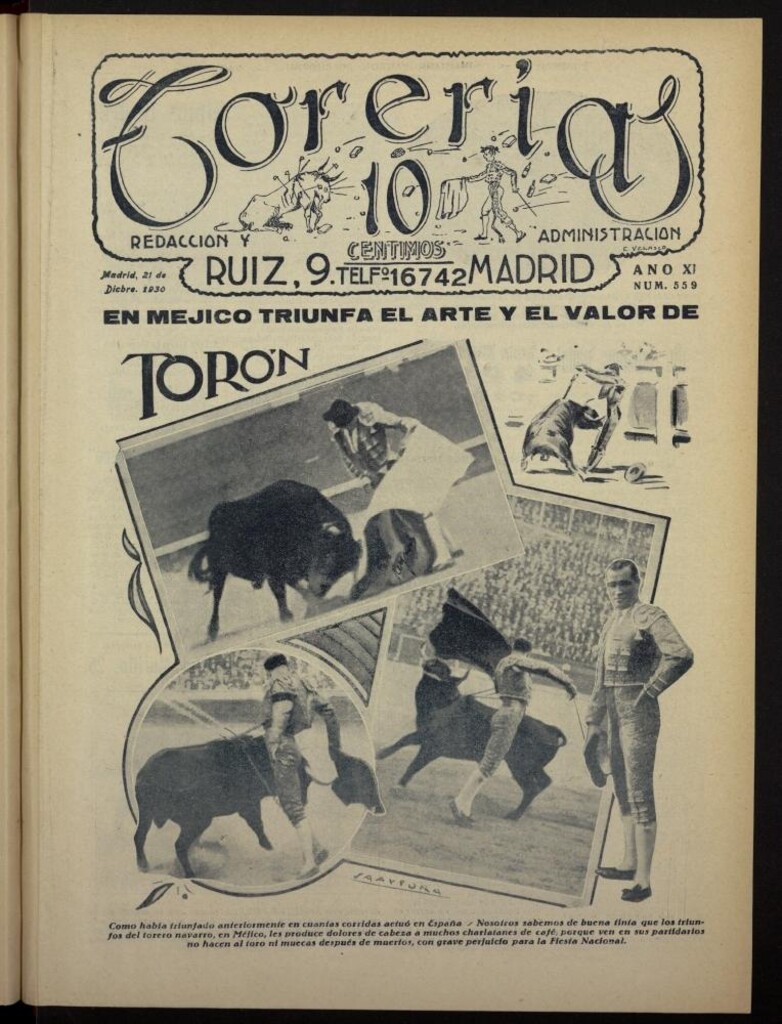 Torerias
10
CENTIMOS
REDACCION Y ADMINISTRACION
C. VELASCO
Madrid, 21 de
Dicbre. 1930
RUIZ, 9. TELFº 16742 MADRID
ANO XI
NUM. 559
EN MEJICO TRIUNFA EL ARTE Y EL VALOR DE
TORÓN
Como había triunfado anteriormente en cuantas corridas actuó en España - Nosotros sabemos de buena tinta que los triun-
fos del torero navarro, en Méjico, les produce dolores de cabeza a muchos charlatanes de café, porque ven en sus partidarios
no hacen al toro ni muecas después de muertos, con grave perjuicio para la Fiesta Nacional.